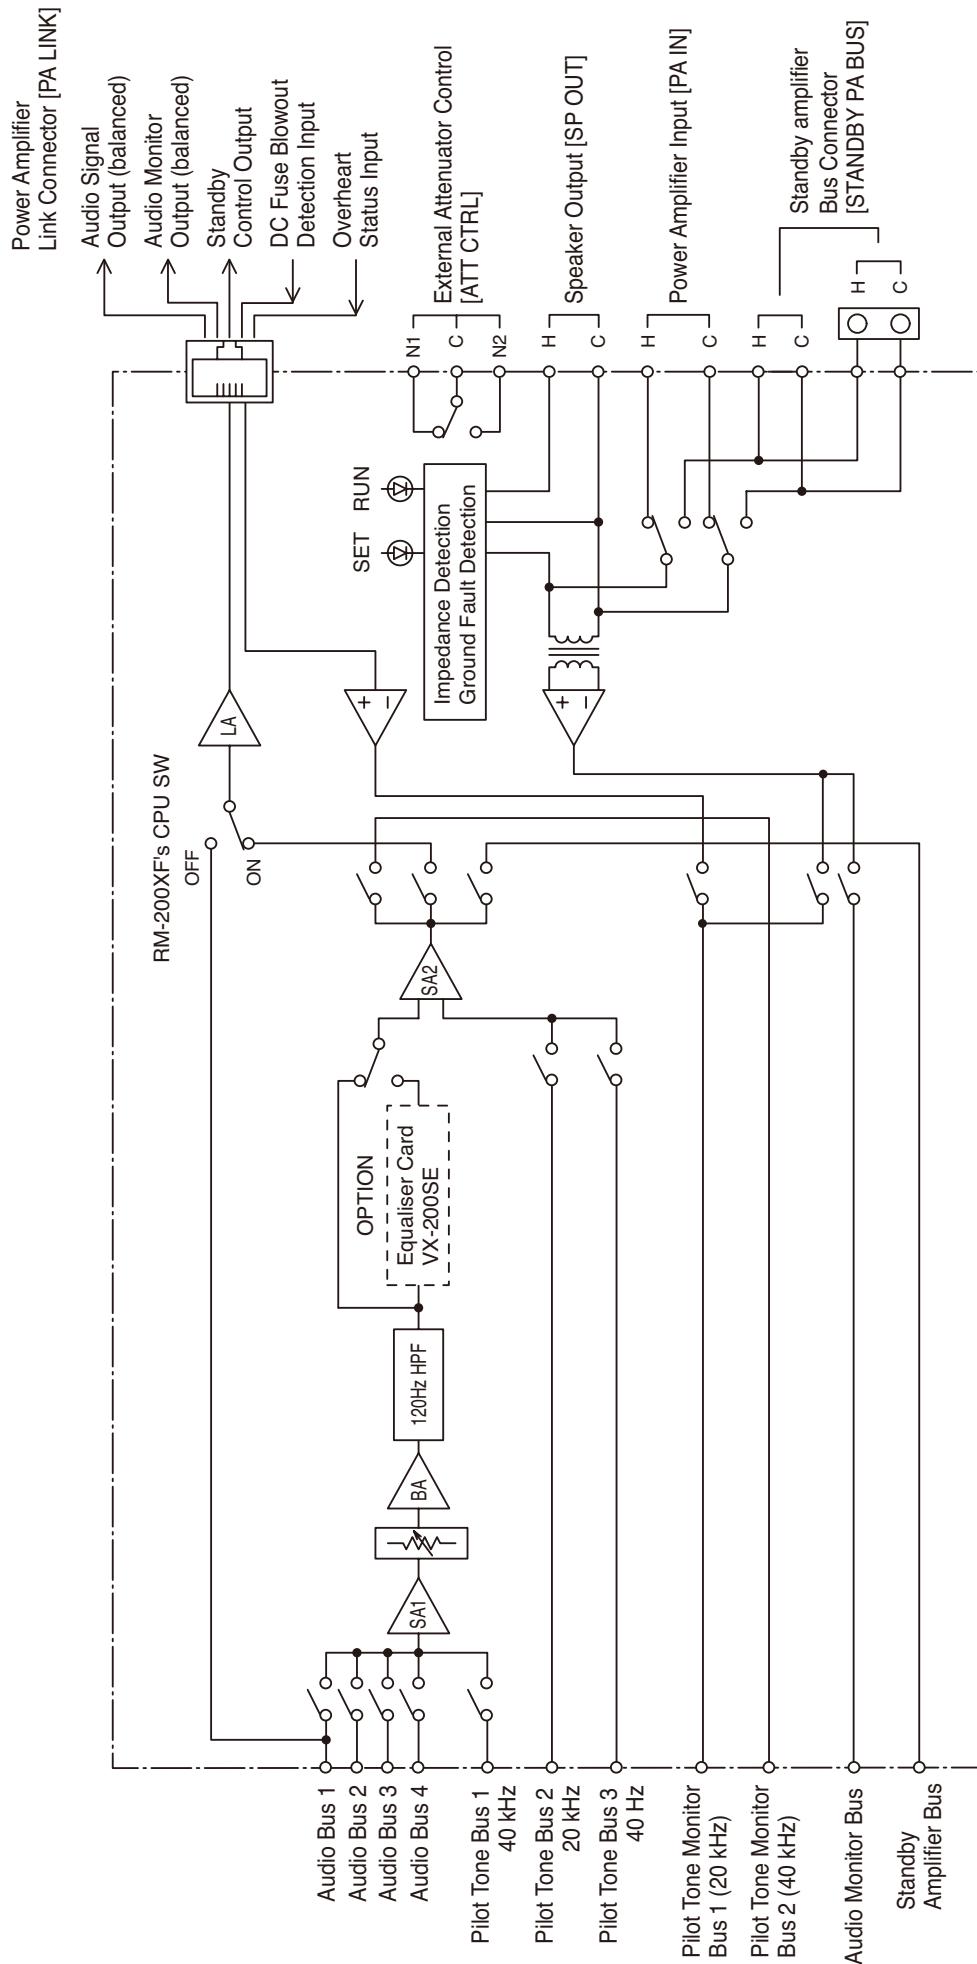 Power Amplifier
Link Connector [PA LINK]
Audio Signal
Output (balanced)
Audio Monitor
Output (balanced)
Standby
Control Output
DC Fuse Blowout
Detection Input
Overheart
Status Input
External Attenuator Control
[ATT CTRL]
N1
C
N2
Speaker Output [SP OUT]
H
C
Power Amplifier Input [PA IN]
H
C
Standby amplifier
Bus Connector
[STANDBY PA BUS]
H
C
H
C
SET
RUN
Impedance Detection
Ground Fault Detection
LA
+
−
+
−
RM-200XF's CPU SW
OFF
ON
SA2
OPTION
Equaliser Card
VX-200SE
120Hz HPF
BA
SA1
Audio Bus 1
Audio Bus 2
Audio Bus 3
Audio Bus 4
Pilot Tone Bus 1
40 kHz
Pilot Tone Bus 2
20 kHz
Pilot Tone Bus 3
40 Hz
Pilot Tone Monitor
Bus 1 (20 kHz)
Pilot Tone Monitor
Bus 2 (40 kHz)
Audio Monitor Bus
Standby
Amplifier Bus